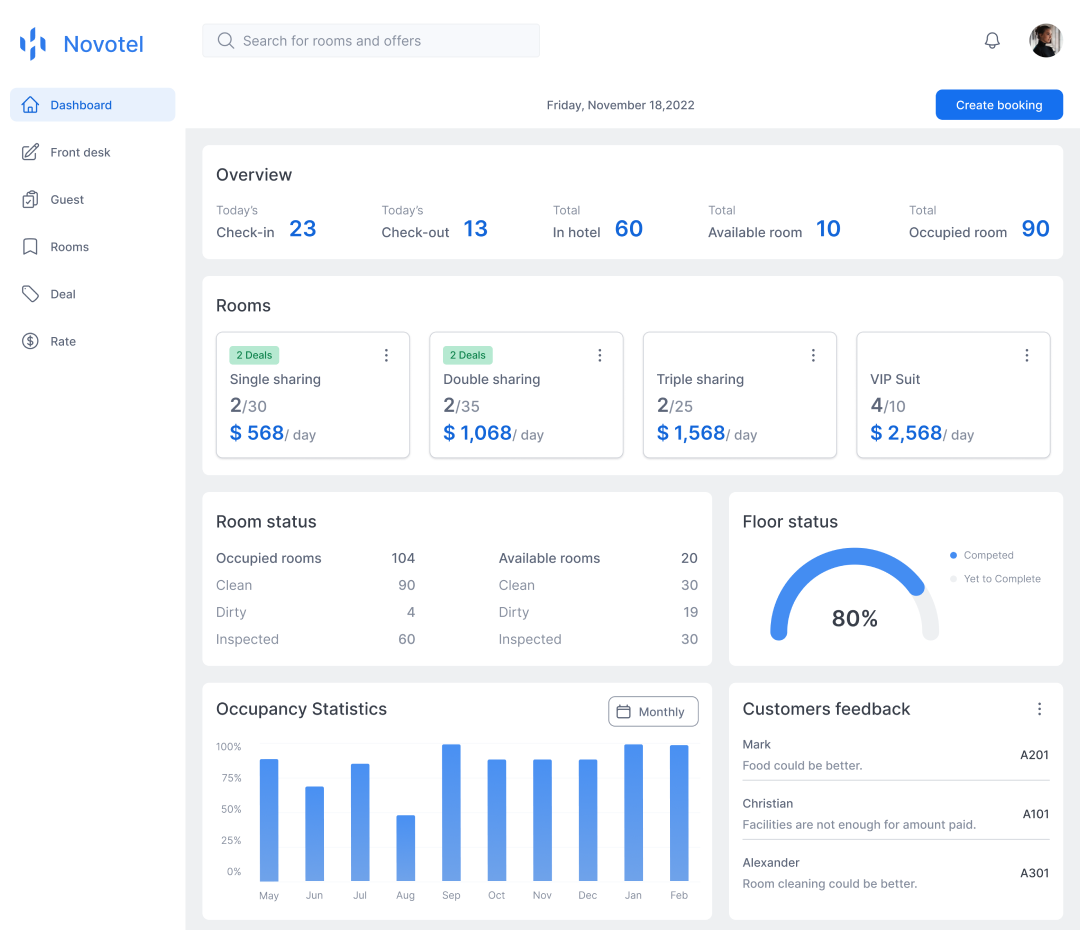 Novotel
Search for rooms and offers
Dashboard
Front desk
Guest
Rooms
Deal
Rate
Friday, November 18,2022
Create booking
Overview
Today's
Check-in 23
Today's
Check-out 13
Total
In hotel 60
Total
Available room 10
Total
Occupied room 90
Rooms
2 Deals
Single sharing
2/30
$ 568/ day
2 Deals
Double sharing
2/35
$ 1,068/ day
Triple sharing
2/25
$ 1,568/ day
VIP Suit
4/10
$ 2,568/ day
Room status
Occupied rooms 104
Clean 90
Dirty 4
Inspected 60
Available rooms 20
Clean 30
Dirty 19
Inspected 30
Floor status
Competed
Yet to Complete
80%
Occupancy Statistics
Monthly
100%
75%
50%
25%
0%
May Jun Jul Aug Sep Oct Nov Dec Jan Feb
Customers feedback
Mark
Food could be better.
A201
Christian
Facilities are not enough for amount paid.
A101
Alexander
Room cleaning could be better.
A301